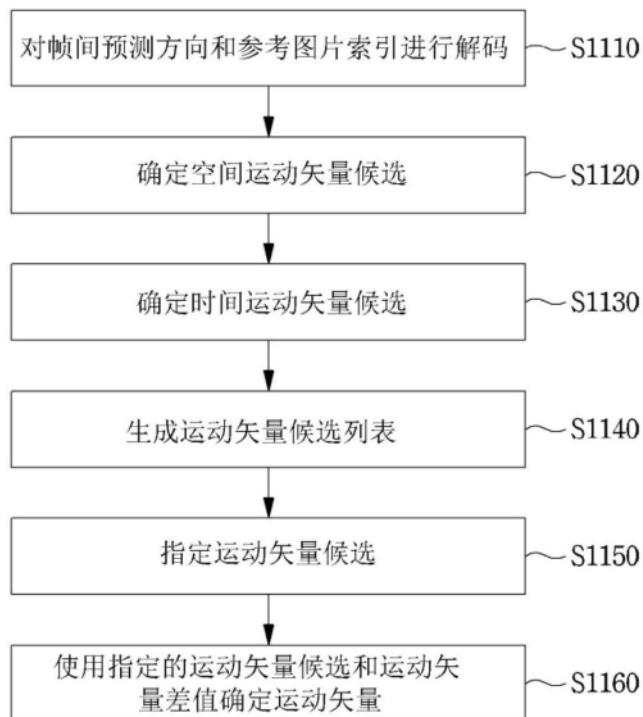 对帧间预测方向和参考图片索引进行解码
S1110
确定空间运动矢量候选
S1120
确定时间运动矢量候选
S1130
生成运动矢量候选列表
S1140
指定运动矢量候选
S1150
使用指定的运动矢量候选和运动矢
量差值确定运动矢量
S1160